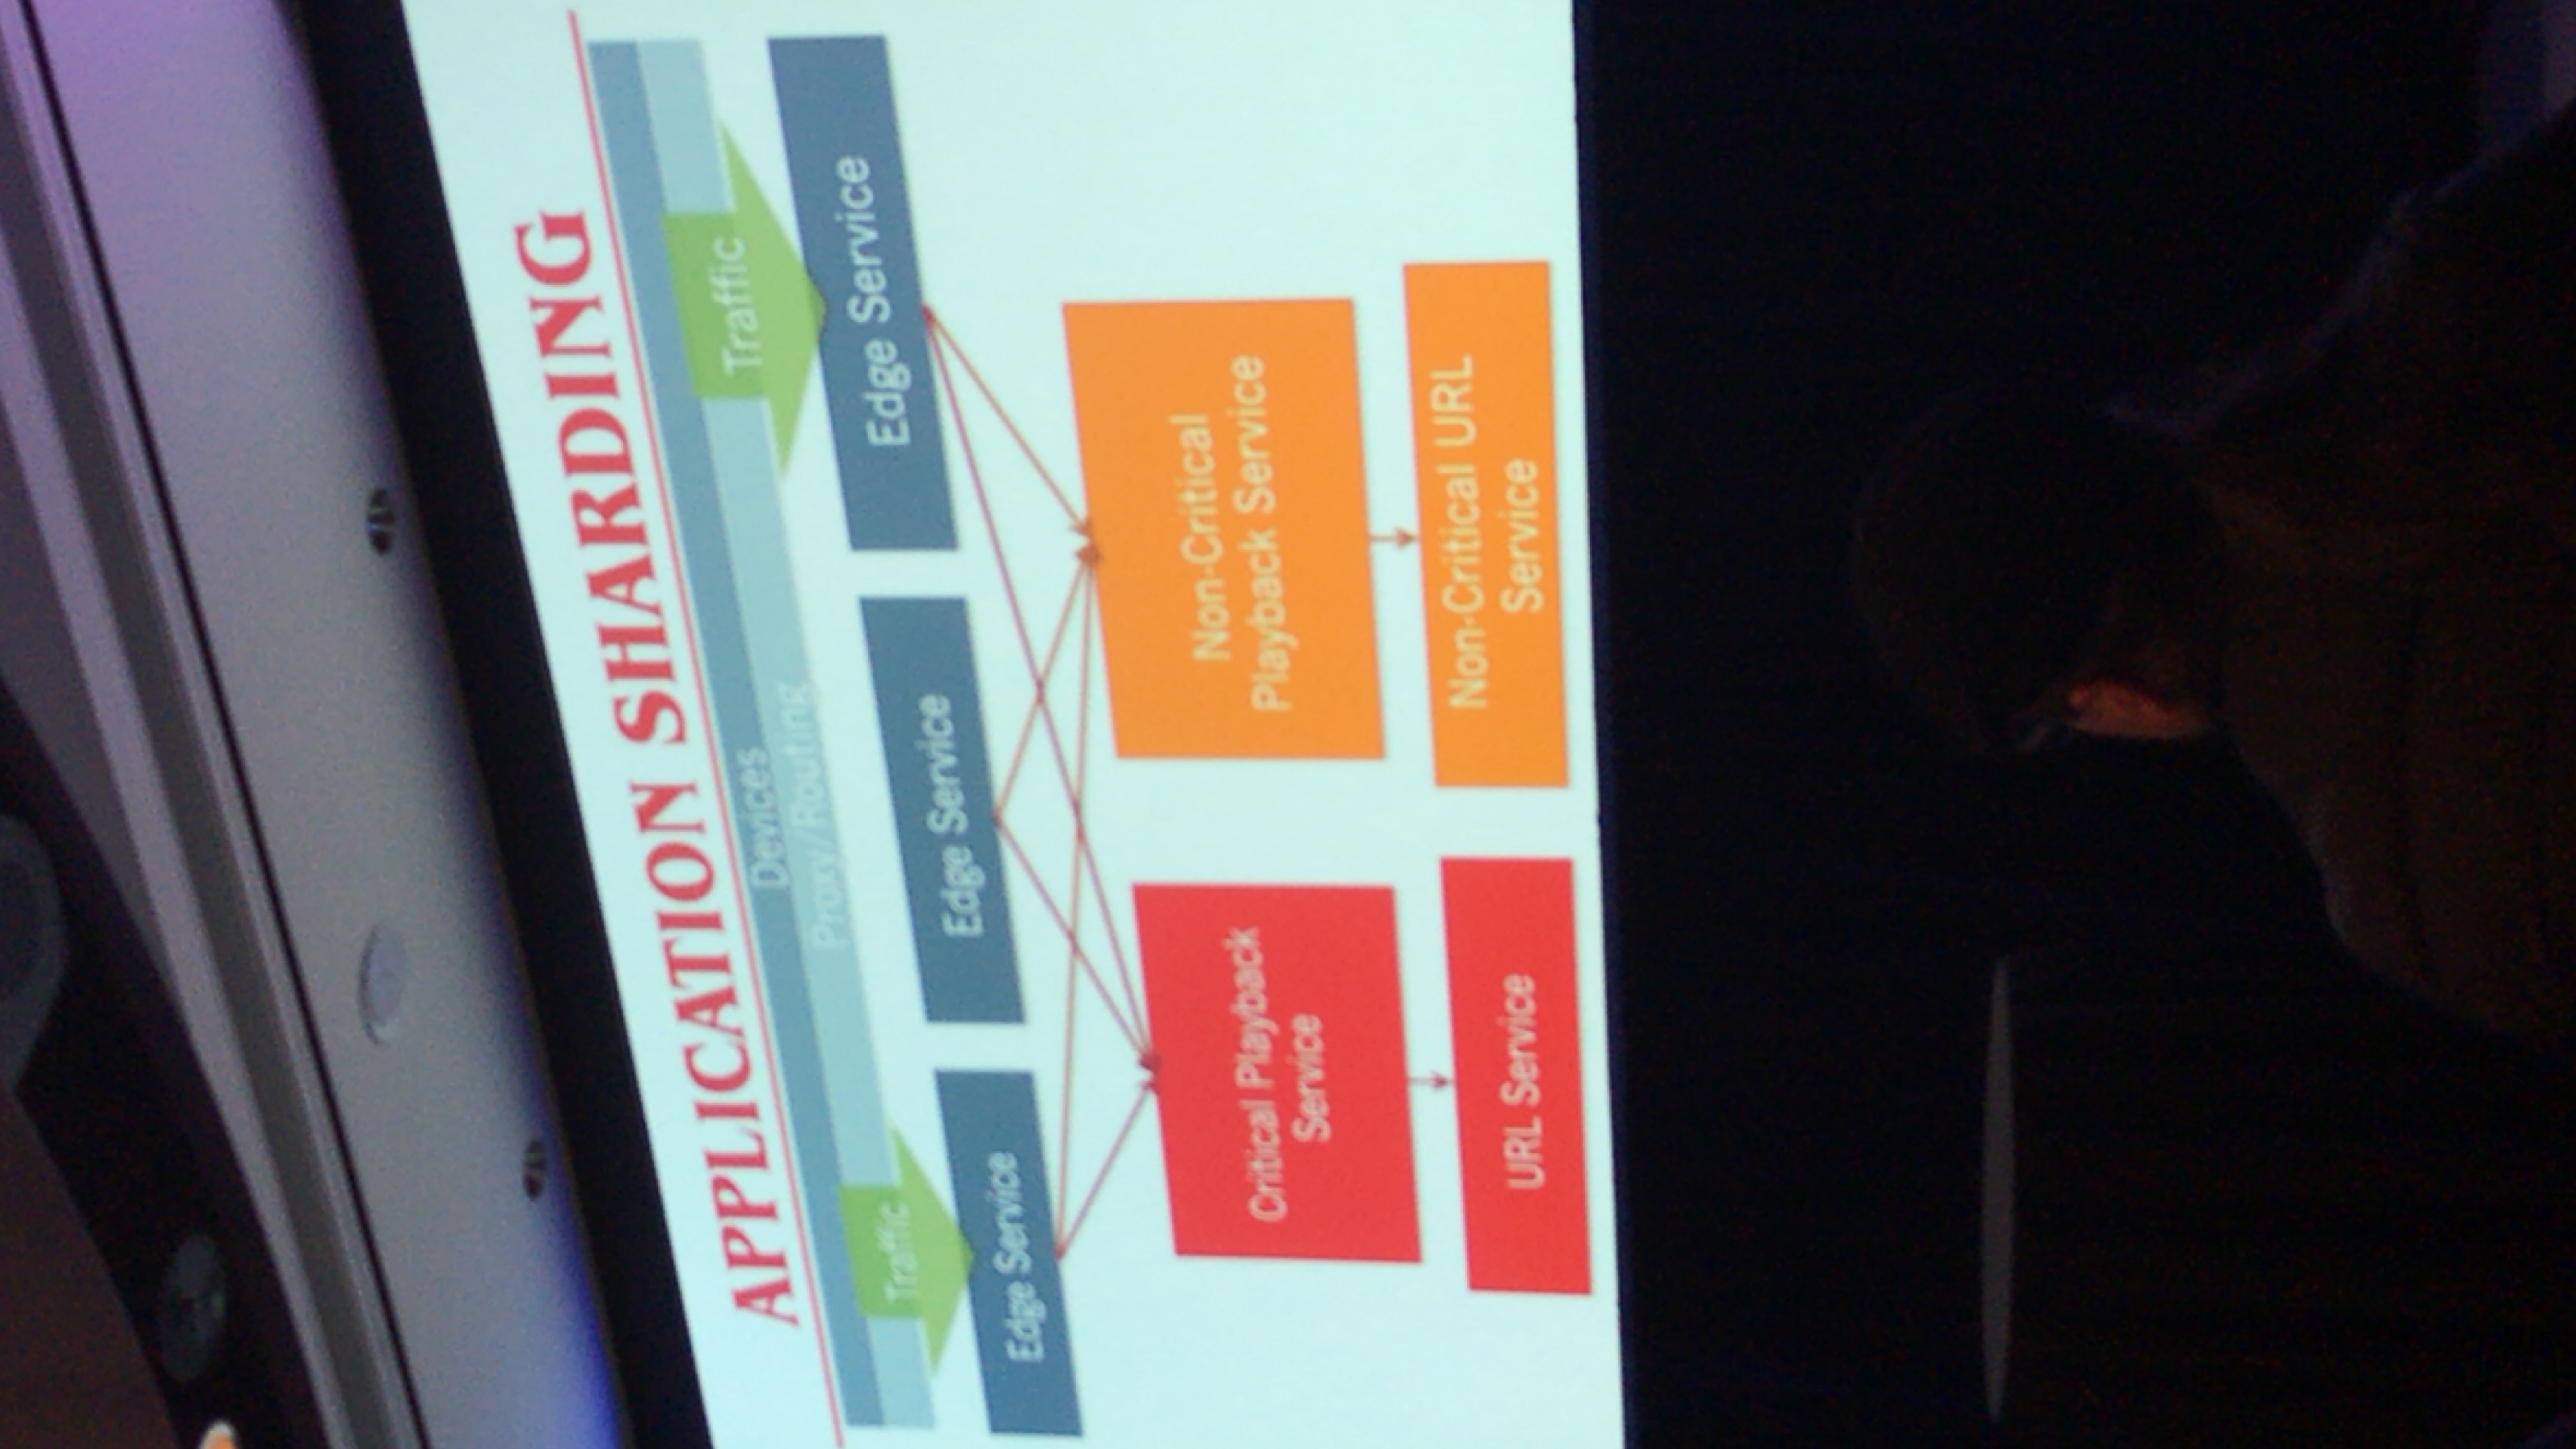 APPLICATION SHARDING
Devices
Proxy/Routing
Traffic
Traffic
Edge Service
Edge Service
Edge Service
Critical Playback
Service
Non-Critical
Playback Service
URL Service
Non-Critical URL
Service